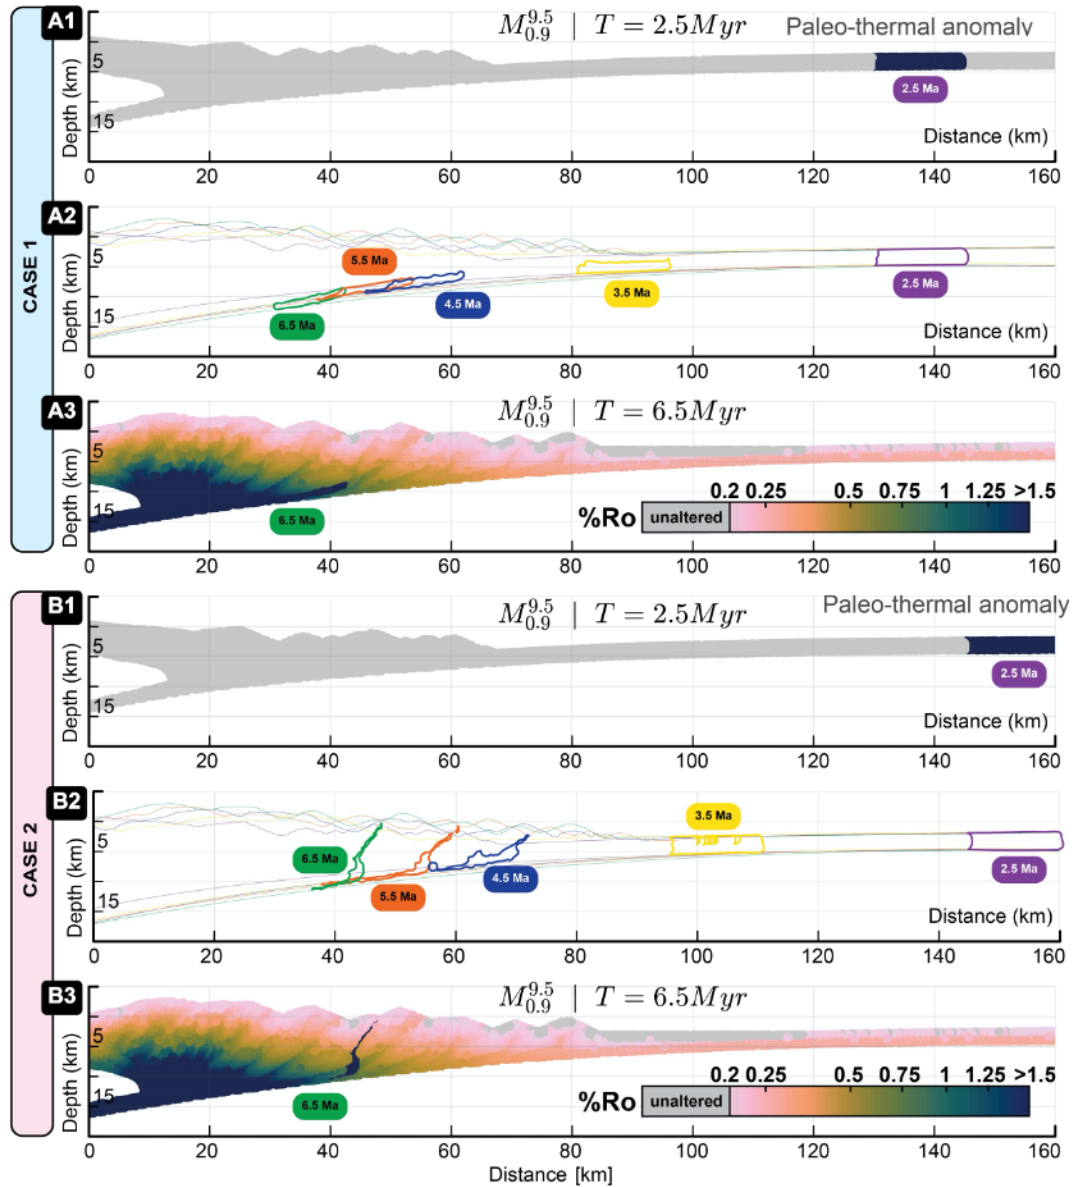 A1
M^{9.5}_{0.9} | T = 2.5Myr
Paleo-thermal anomaly
5
15
Depth (km)
2.5 Ma
Distance (km)
0 20 40 60 80 100 120 140 160
CASE 1
A2
5
15
Depth (km)
5.5 Ma
6.5 Ma
4.5 Ma
3.5 Ma
2.5 Ma
Distance (km)
0 20 40 60 80 100 120 140 160
A3
M^{9.5}_{0.9} | T = 6.5Myr
5
15
Depth (km)
6.5 Ma
0.2 0.25 0.5 0.75 1 1.25 >1.5
%Ro unaltered
0 20 40 60 80 100 120 140 160
B1
M^{9.5}_{0.9} | T = 2.5Myr
Paleo-thermal anomaly
5
15
Depth (km)
2.5 Ma
Distance (km)
0 20 40 60 80 100 120 140 160
CASE 2
B2
5
15
Depth (km)
3.5 Ma
6.5 Ma
5.5 Ma
4.5 Ma
2.5 Ma
Distance (km)
0 20 40 60 80 100 120 140 160
B3
M^{9.5}_{0.9} | T = 6.5Myr
5
15
Depth (km)
6.5 Ma
0.2 0.25 0.5 0.75 1 1.25 >1.5
%Ro unaltered
0 20 40 60 80 100 120 140 160
Distance [km]